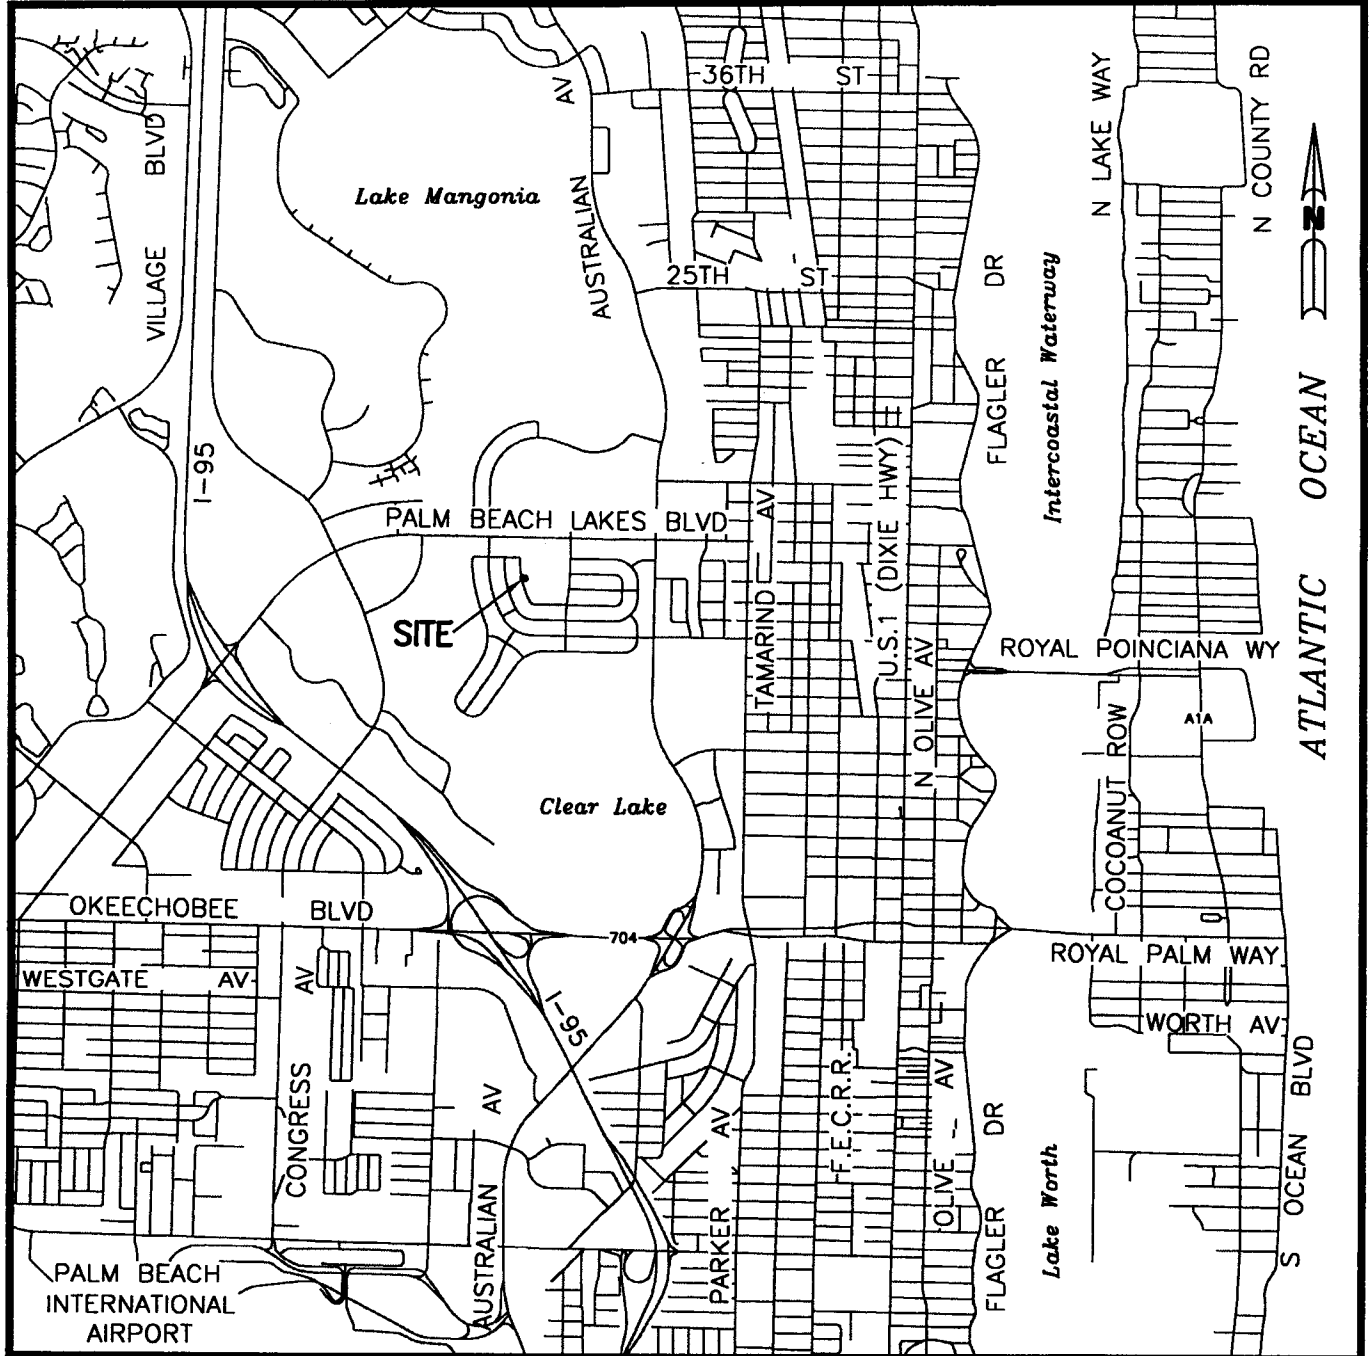 36TH ST
AV
N LAKE WAY
N COUNTY RD
VILLAGE BLVD
Lake Mangonia
AUSTRALIAN
N
25TH ST
FLAGLER DR
Intercoastal Waterway
ATLANTIC OCEAN
I-95
PALM BEACH LAKES BLVD
TAMARIND AV
U.S.1 (DIXIE HWY)
SITE
N OLIVE AV
ROYAL POINCIANA WY
A1A
COCOANUT ROW
Clear Lake
OKEECHOBEE BLVD
704
ROYAL PALM WAY
WESTGATE AV
CONGRESS AV
I-95
WORTH AV
AUSTRALIAN AV
PARKER AV
F.E.C.R.R.
OLIVE AV
FLAGLER DR
Lake Worth
S OCEAN BLVD
PALM BEACH
INTERNATIONAL
AIRPORT